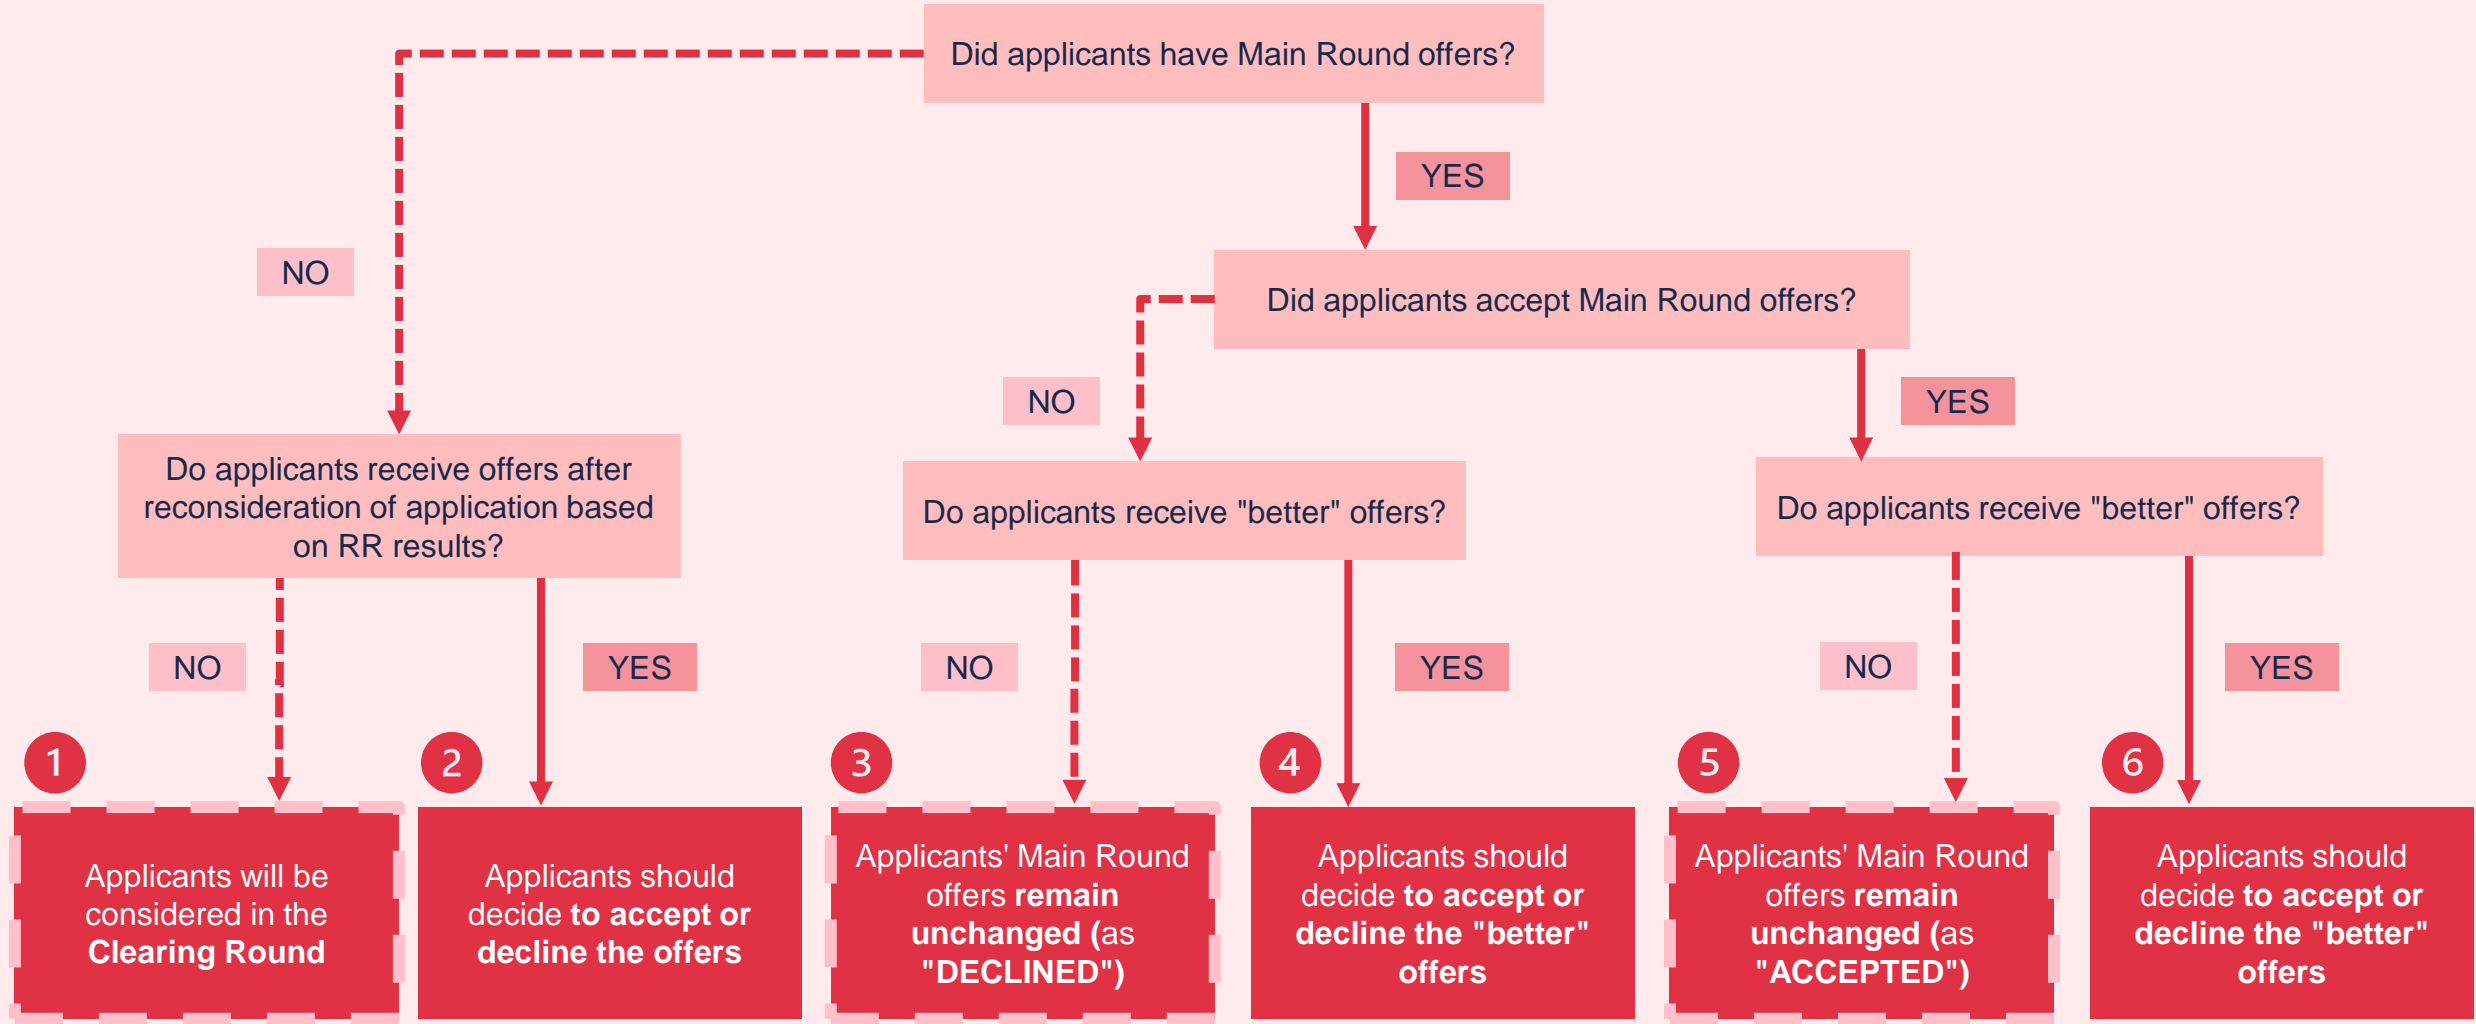 Did applicants have Main Round offers?
YES
NO
Did applicants accept Main Round offers?
NO
YES
Do applicants receive offers after
reconsideration of application based
on RR results?
Do applicants receive "better" offers?
Do applicants receive "better" offers?
NO
YES
NO
YES
NO
YES
1
Applicants will be
considered in the
Clearing Round
2
Applicants should
decide to accept or
decline the offers
3
Applicants' Main Round
offers remain
unchanged (as
"DECLINED")
4
Applicants should
decide to accept or
decline the "better"
offers
5
Applicants' Main Round
offers remain
unchanged (as
"ACCEPTED")
6
Applicants should
decide to accept or
decline the "better"
offers